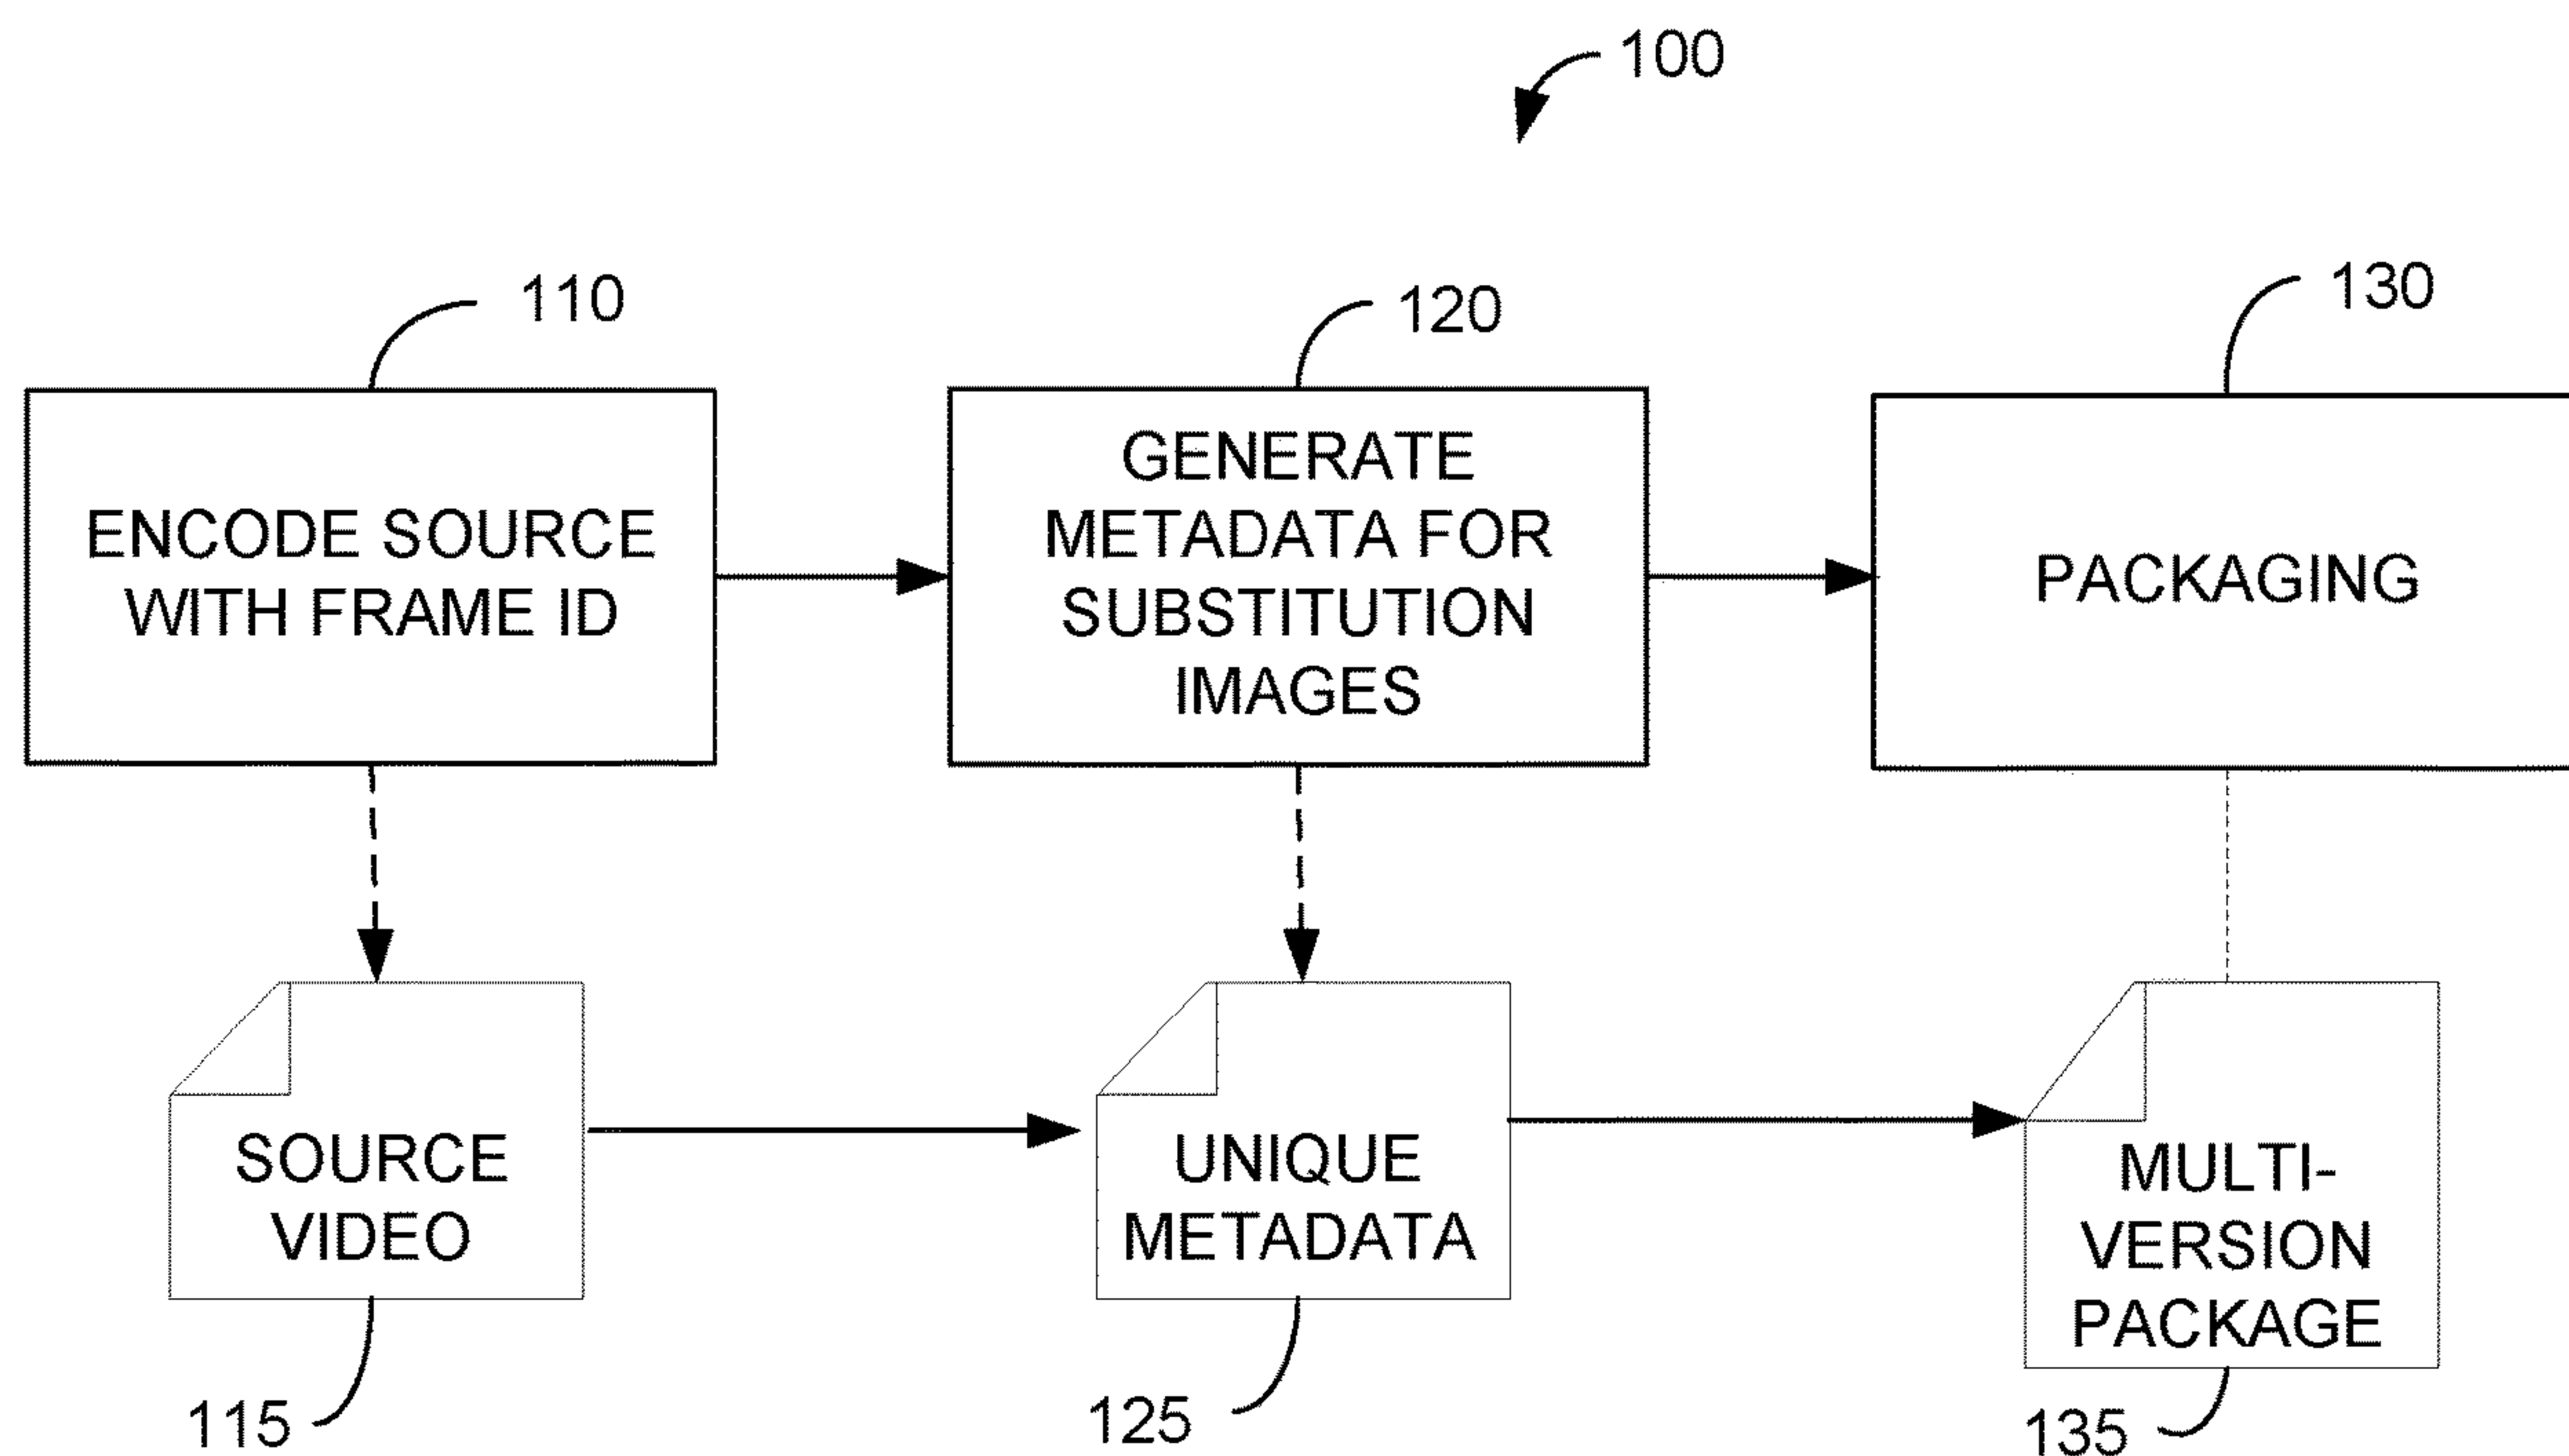 100
110
120
130
ENCODE SOURCE
WITH FRAME ID
GENERATE
METADATA FOR
SUBSTITUTION
IMAGES
PACKAGING
SOURCE
VIDEO
UNIQUE
METADATA
MULTI-
VERSION
PACKAGE
115
125
135